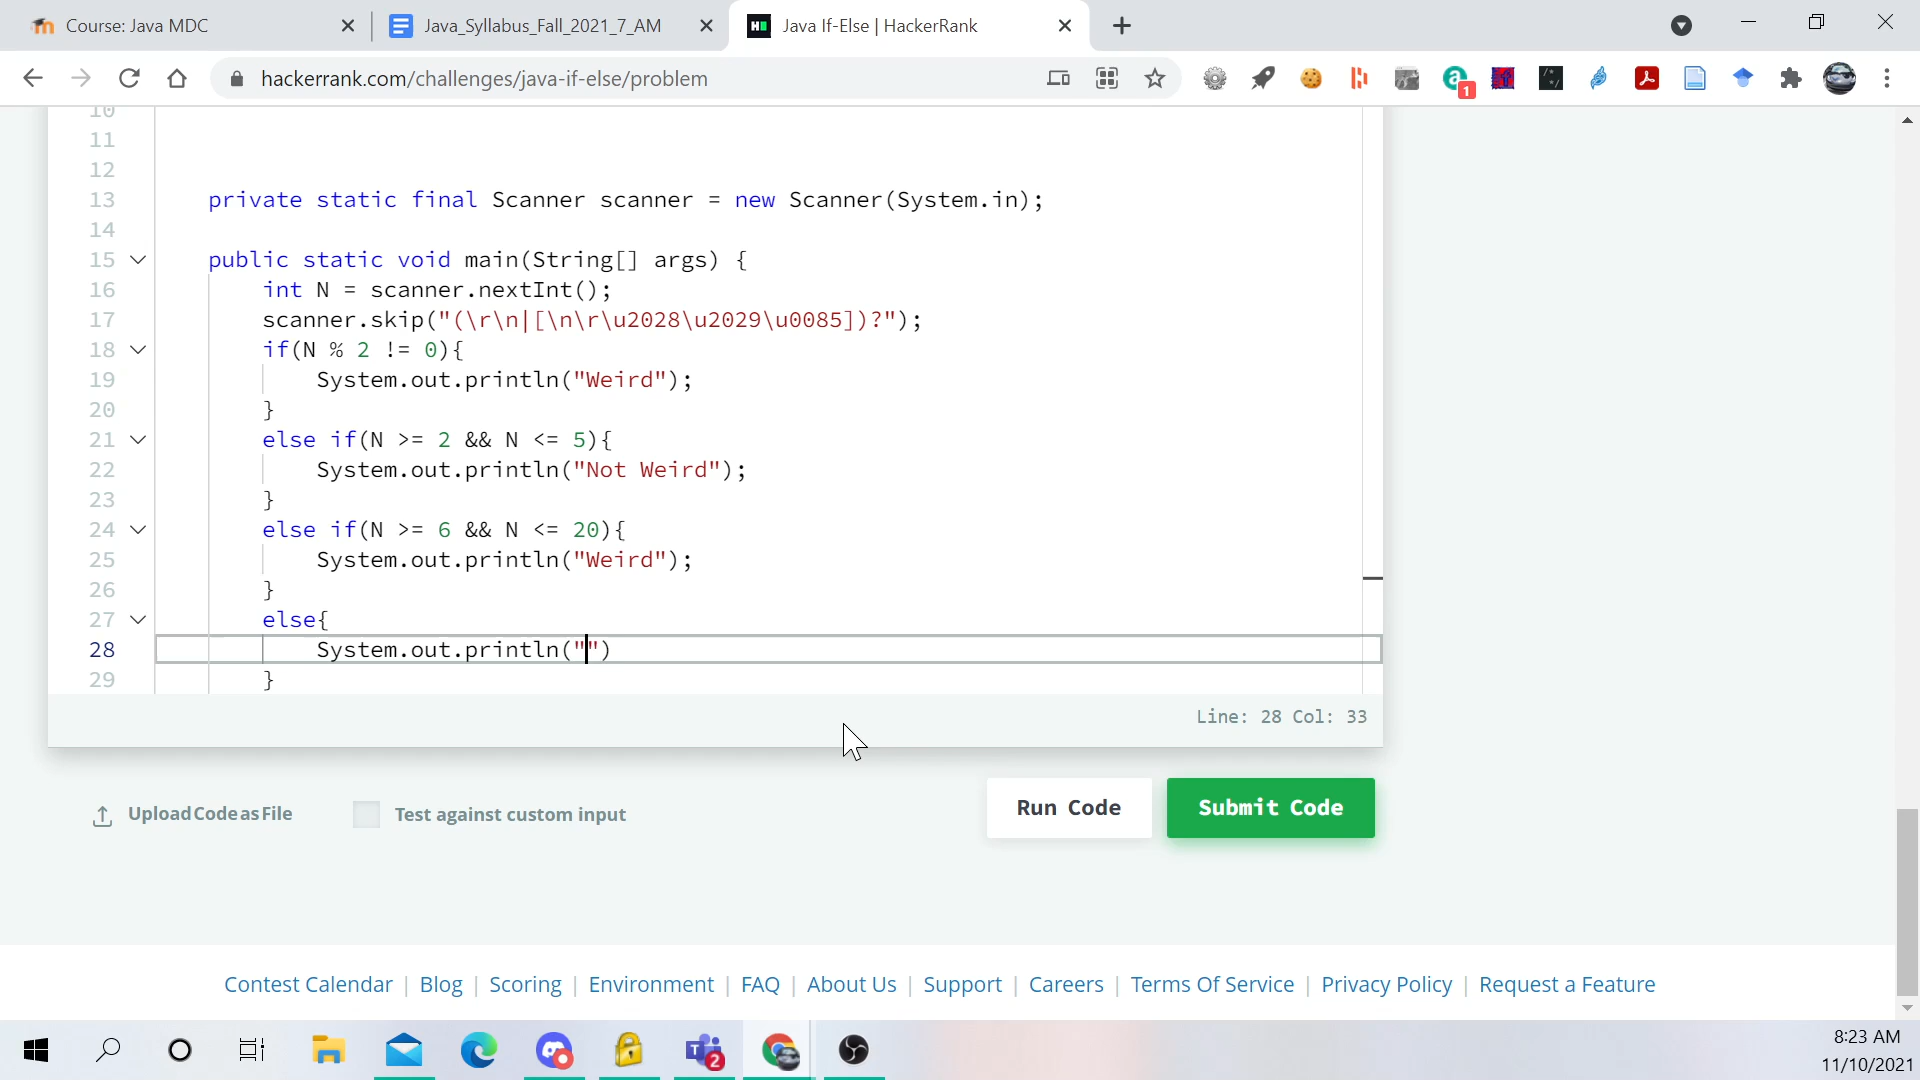 Course: Java MDC
Java_Syllabus_Fall_2021_7_AM
Java If-Else | HackerRank
hackerrank.com/challenges/java-if-else/problem
1
10
11
12
13 private static final Scanner scanner = new Scanner(System.in);
14
15 public static void main(String[] args) {
16 int N = scanner.nextInt();
17 scanner.skip("(\r\n|[\n\r\u2028\u2029\u0085])?");
18 if(N % 2 != 0){
19 System.out.println("Weird");
20 }
21 else if(N >= 2 && N <= 5){
22 System.out.println("Not Weird");
23 }
24 else if(N >= 6 && N <= 20){
25 System.out.println("Weird");
26 }
27 else{
28 System.out.println("")
29 }
Line: 28 Col: 33
Upload Code as File
Test against custom input
Run Code
Submit Code
Contest Calendar | Blog | Scoring | Environment | FAQ | About Us | Support | Careers | Terms Of Service | Privacy Policy | Request a Feature
2
8:23 AM
11/10/2021